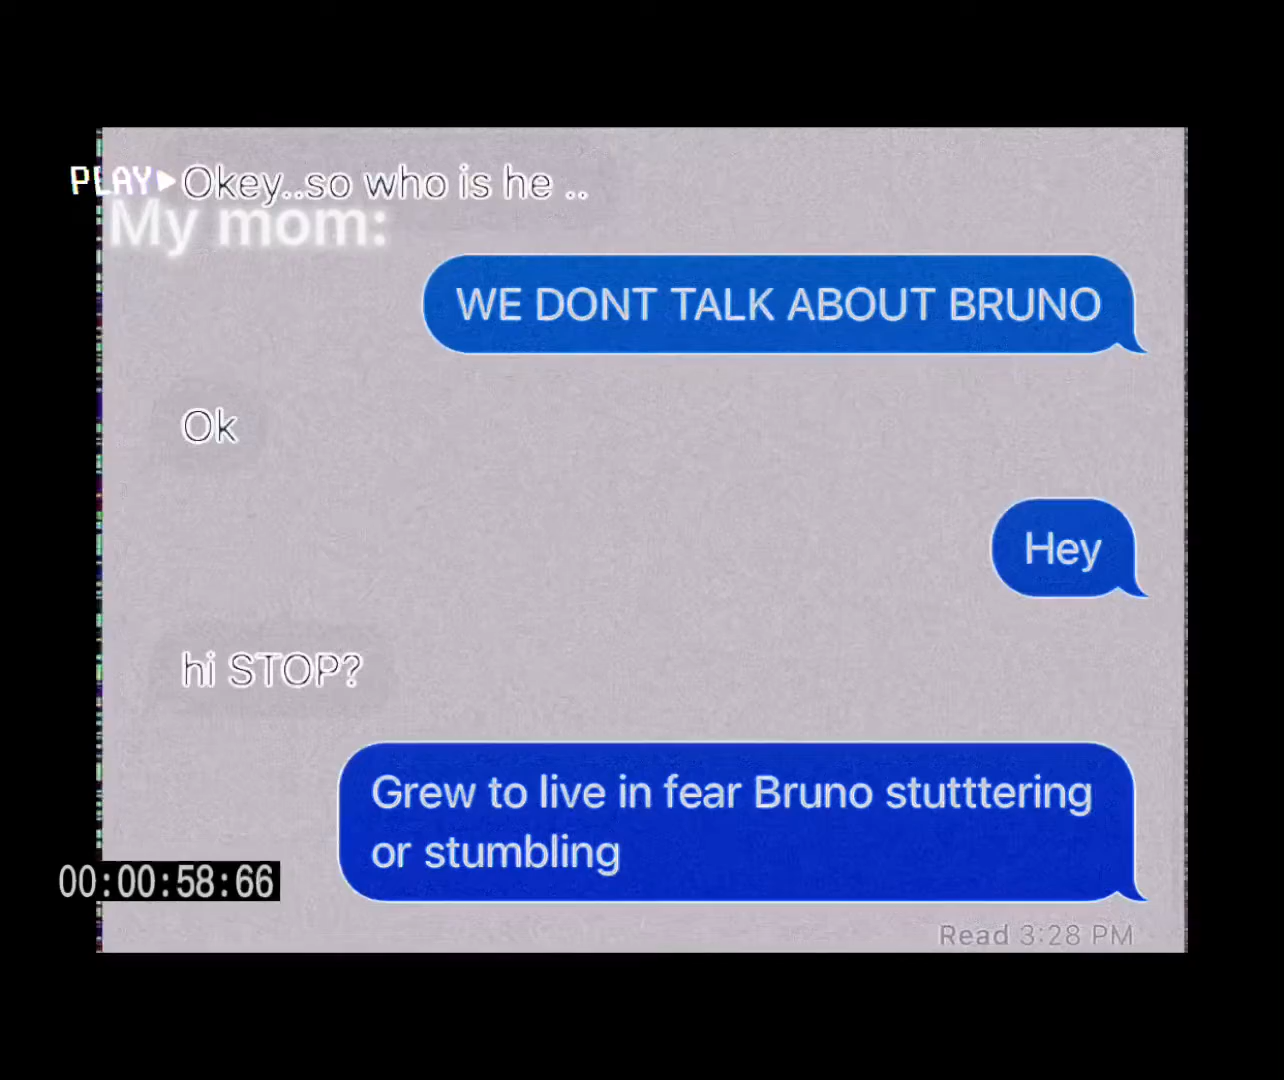 PLAY▶
Okey..so who is he ..
My mom:
WE DONT TALK ABOUT BRUNO
Ok
Hey
hi STOP?
Grew to live in fear Bruno stutttering
or stumbling
00:00:58:66
Read 3:28 PM